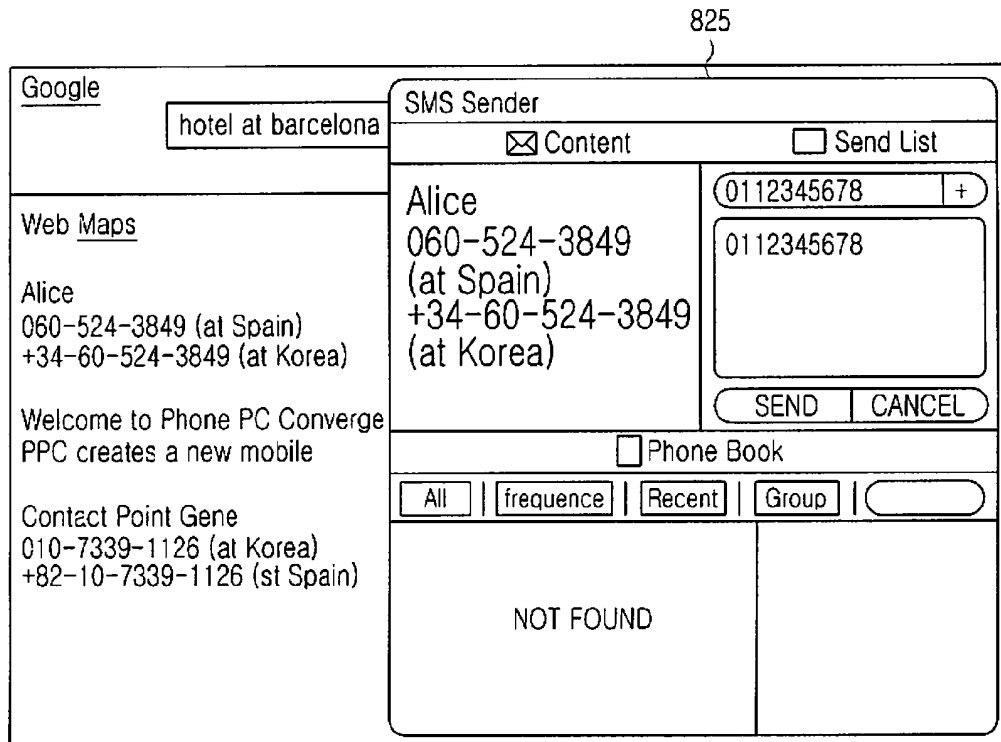 825
Google
hotel at barcelona
Web Maps
Alice
060-524-3849 (at Spain)
+34-60-524-3849 (at Korea)
Welcome to Phone PC Converge
PPC creates a new mobile
Contact Point Gene
010-7339-1126 (at Korea)
+82-10-7339-1126 (st Spain)
SMS Sender
Content
Send List
Alice
060-524-3849
(at Spain)
+34-60-524-3849
(at Korea)
0112345678 +
0112345678
SEND CANCEL
Phone Book
All | frequence | Recent | Group |
NOT FOUND